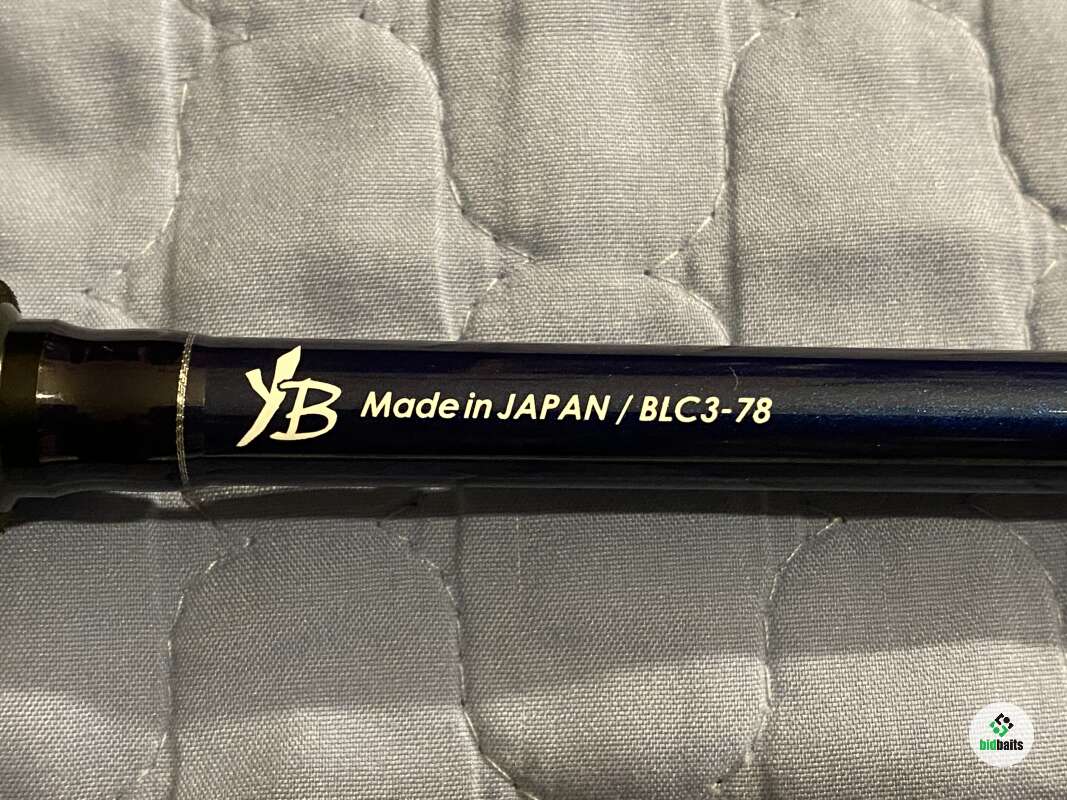 YB Made in JAPAN / BLC3-78
bidbaits